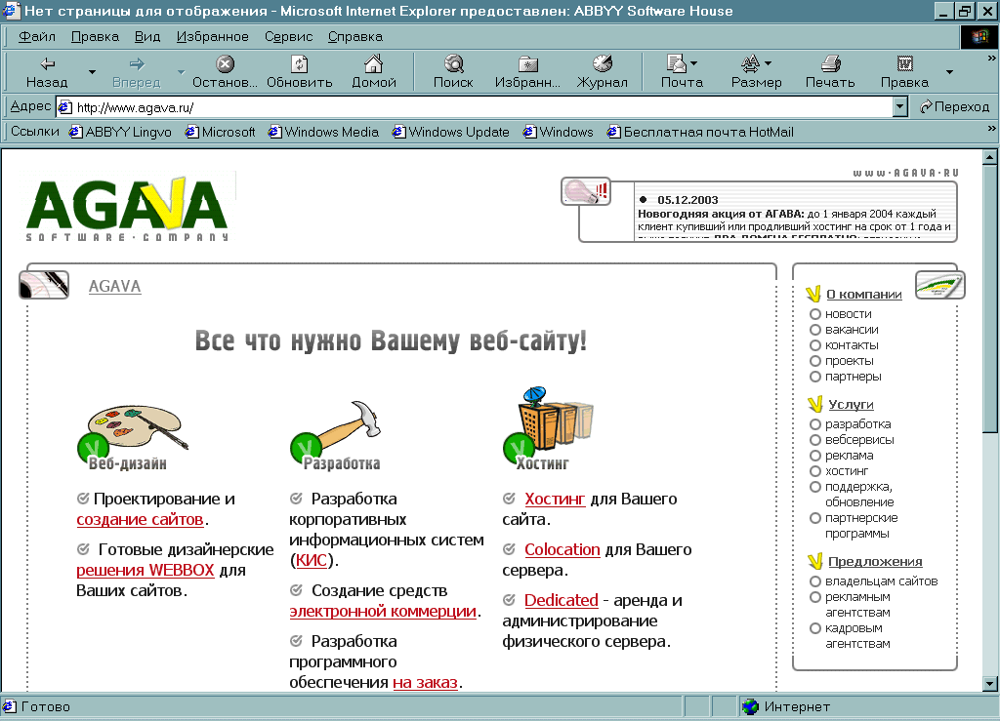 Нет страницы для отображения - Microsoft Internet Explorer предоставлен: ABBYY Software House
Файл Правка Вид Избранное Сервис Справка
Назад Вперед Останов... Обновить Домой Поиск Избранн... Журнал Почта Размер Печать Правка
Адрес http://www.agava.ru/ Переход
Ссылки ABBYY Lingvo Microsoft Windows Media Windows Update Windows Бесплатная почта HotMail
www.AGAVA.RU
AGAVA
SOFTWARE·COMPANY
05.12.2003
Новогодняя акция от АГАВА: до 1 января 2004 каждый
клиент купивший или продливший хостинг на срок от 1 года и
AGAVA
Все что нужно Вашему веб-сайту!
Веб-дизайн
Проектирование и
создание сайтов.
Готовые дизайнерские
решения WEBBOX для
Ваших сайтов.
Разработка
Разработка
корпоративных
информационных систем
(КИС).
Создание средств
электронной коммерции.
Разработка
программного
обеспечения на заказ.
Хостинг
Хостинг для Вашего
сайта.
Colocation для Вашего
сервера.
Dedicated - аренда и
администрирование
физического сервера.
О компании
новости
вакансии
контакты
проекты
партнеры
Услуги
разработка
вебсервисы
реклама
хостинг
поддержка,
обновление
партнерские
программы
Предложения
владельцам сайтов
рекламным
агентствам
кадровым
агентствам
Готово Интернет